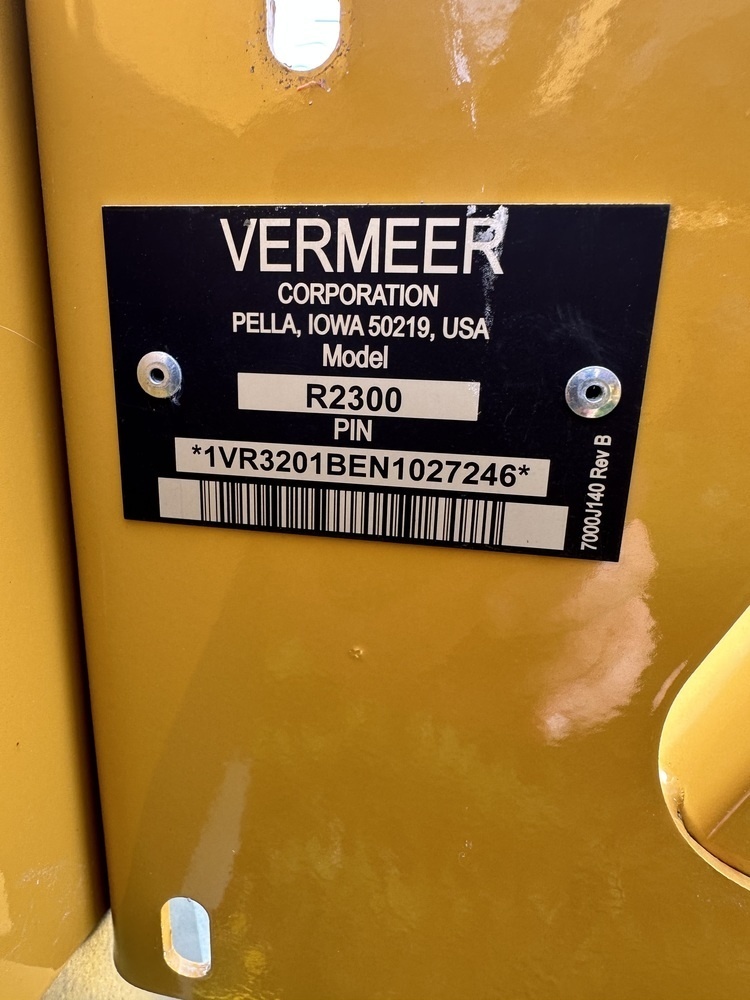 VERMEER
CORPORATION
PELLA, IOWA 50219, USA
Model
R2300
PIN
*1VR3201BEN1027246*
7000J140 Rev B